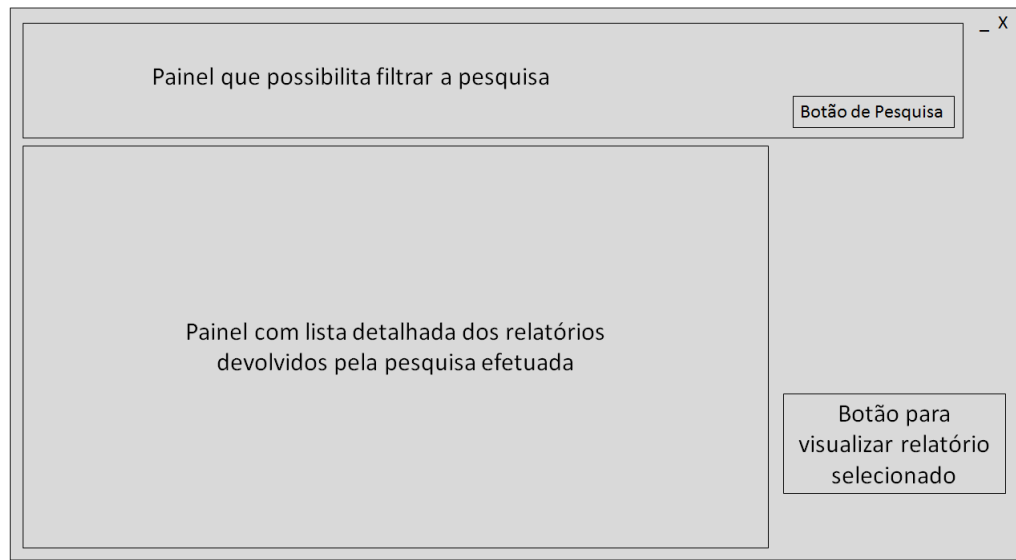 _ X
Painel que possibilita filtrar a pesquisa
Botão de Pesquisa
Painel com lista detalhada dos relatórios
devolvidos pela pesquisa efetuada
Botão para
visualizar relatório
selecionado